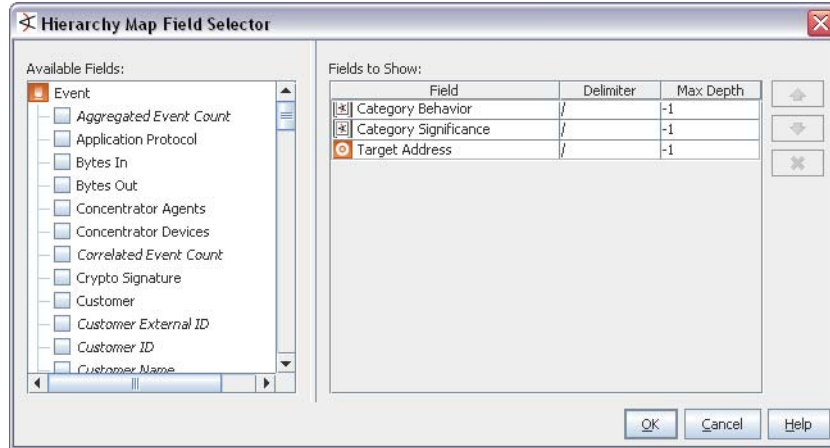 Hierarchy Map Field Selector
Available Fields:
Event
Aggregated Event Count
Application Protocol
Bytes In
Bytes Out
Concentrator Agents
Concentrator Devices
Correlated Event Count
Crypto Signature
Customer
Customer External ID
Customer ID
Customer Name
Fields to Show:
Field Delimiter Max Depth
Category Behavior / -1
Category Significance / -1
Target Address / -1
OK Cancel Help